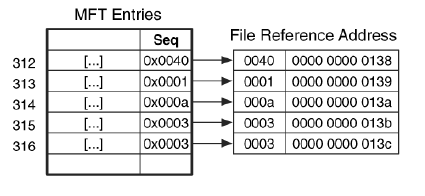 MFT Entries
Seq File Reference Address
312 [...] 0x0040 0040 0000 0000 0138
313 [...] 0x0001 0001 0000 0000 0139
314 [...] 0x000a 000a 0000 0000 013a
315 [...] 0x0003 0003 0000 0000 013b
316 [...] 0x0003 0003 0000 0000 013c